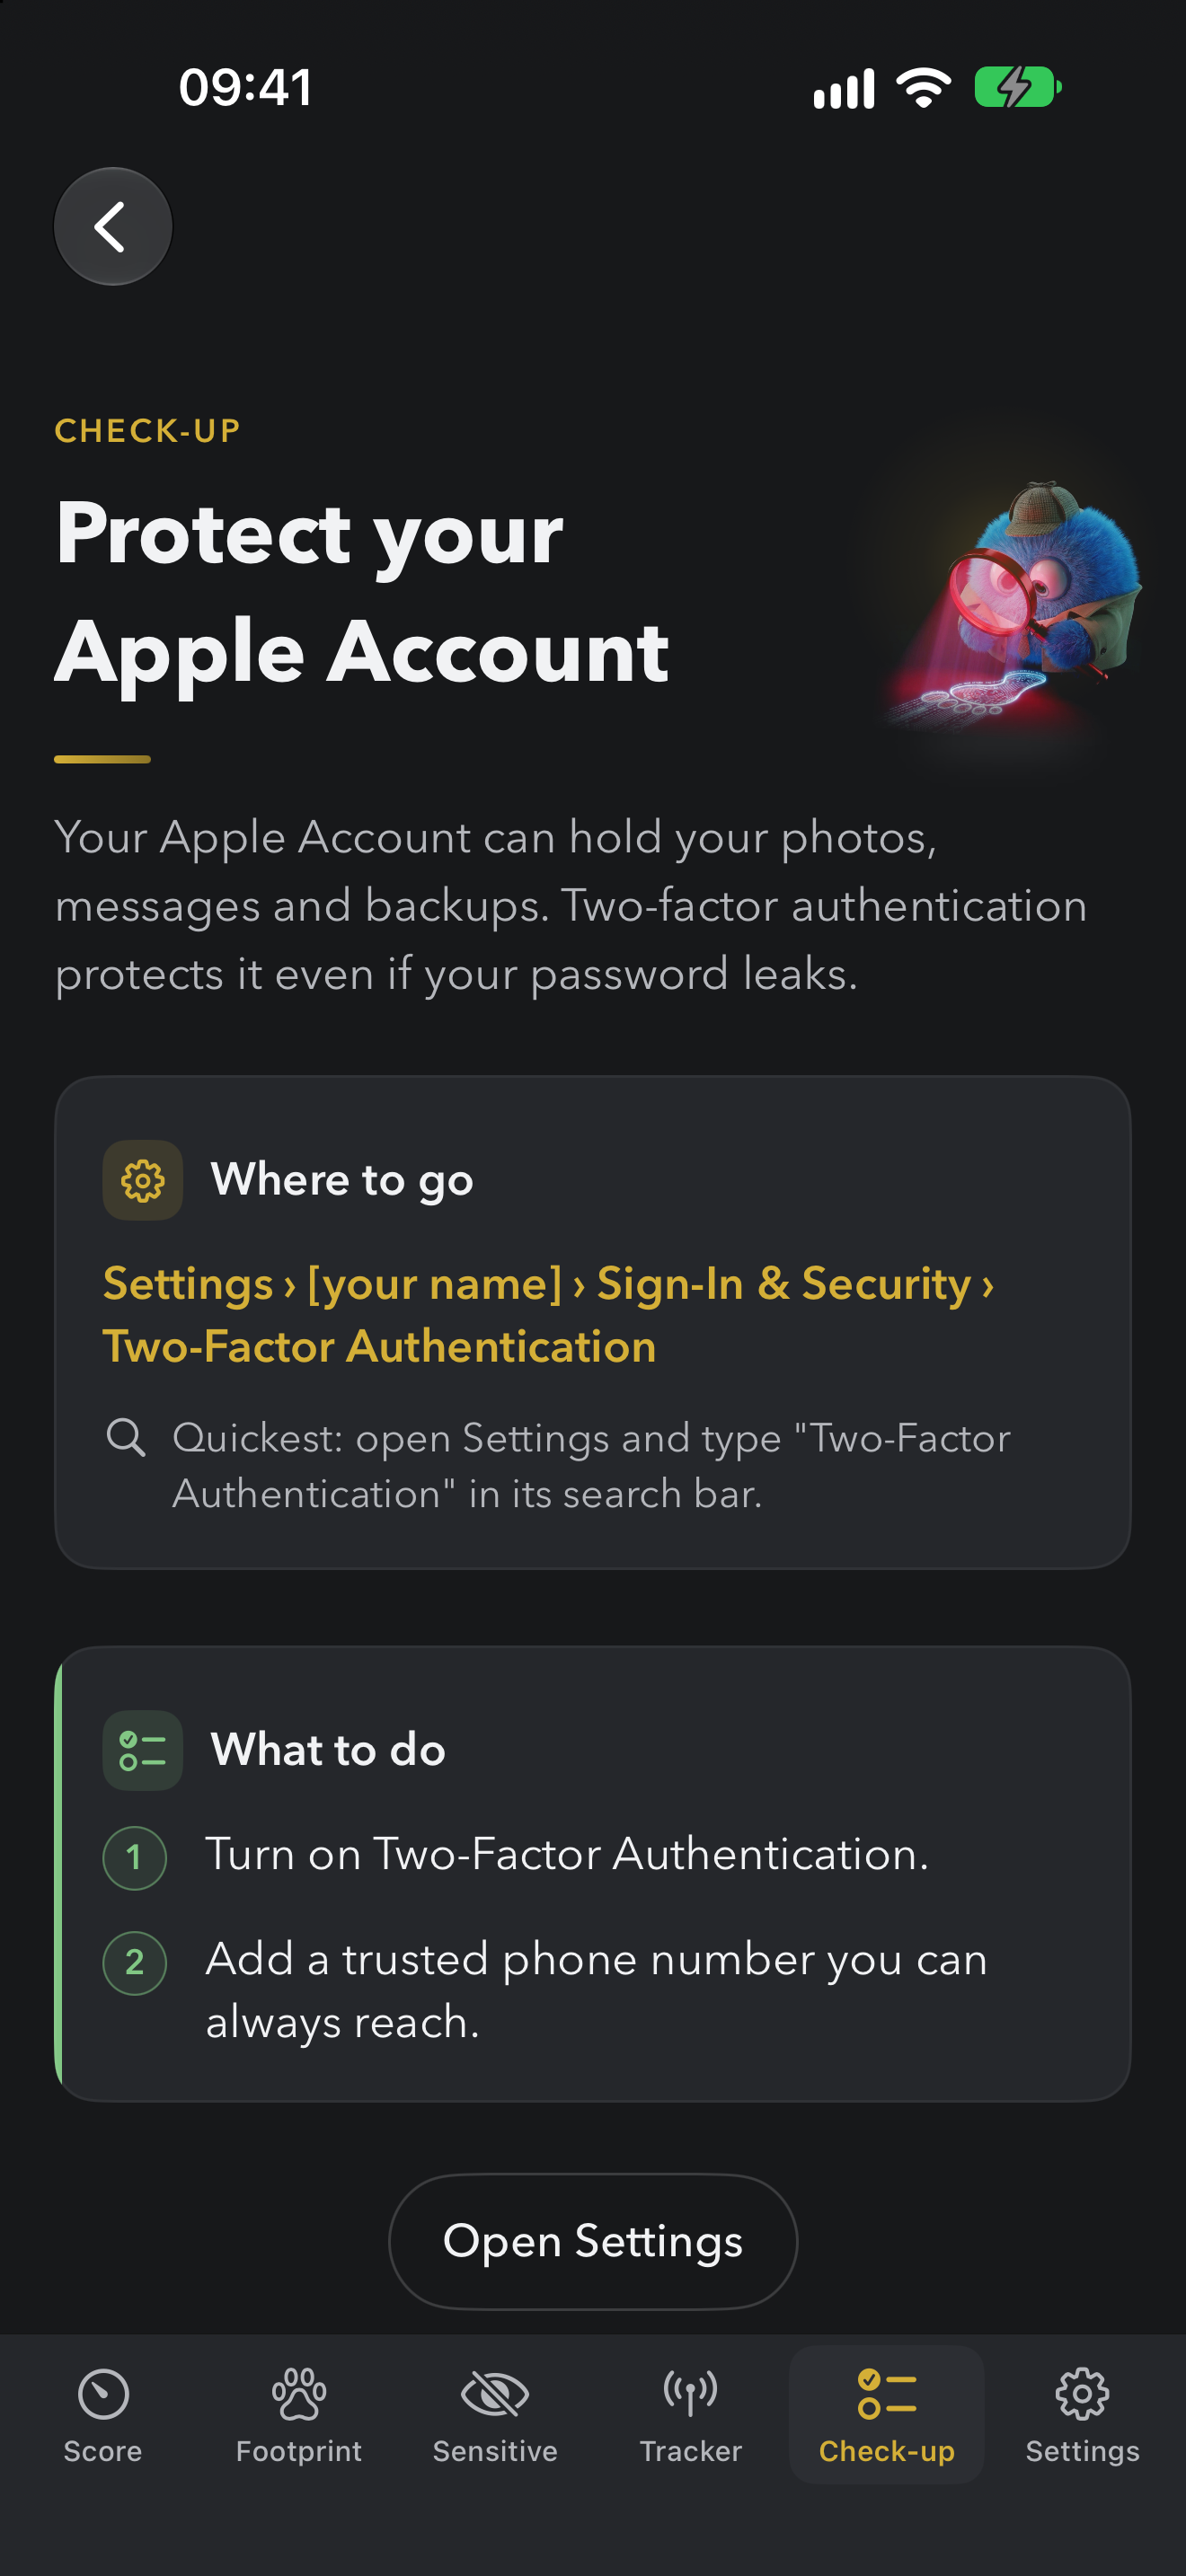 09:41
CHECK-UP
Protect your
Apple Account
Your Apple Account can hold your photos,
messages and backups. Two-factor authentication
protects it even if your password leaks.
Where to go
Settings › [your name] › Sign-In & Security ›
Two-Factor Authentication
Quickest: open Settings and type "Two-Factor
Authentication" in its search bar.
What to do
1 Turn on Two-Factor Authentication.
2 Add a trusted phone number you can
always reach.
Open Settings
Score Footprint Sensitive Tracker Check-up Settings